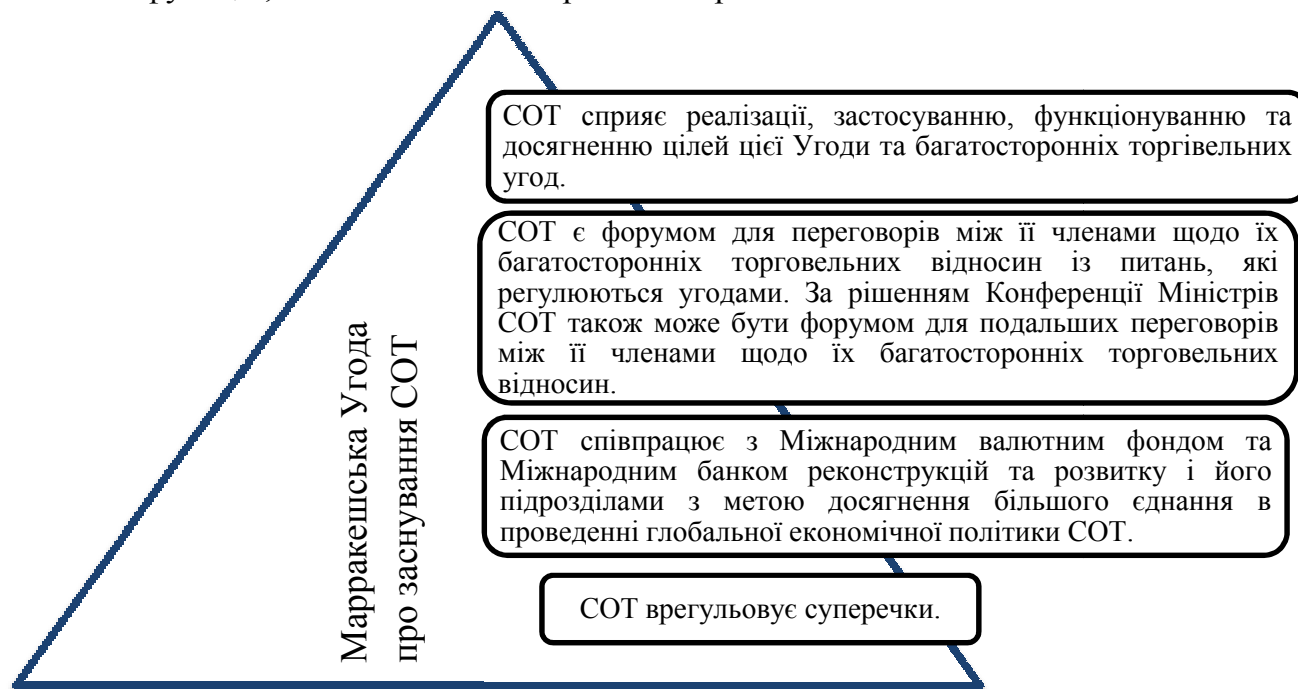 СОТ сприяє реалізації, застосуванню, функціонуванню та
досягненню цілей цієї Угоди та багатосторонніх торгівельних
угод.
СОТ є форумом для переговорів між її членами щодо їх
багатосторонніх торговельних відносин із питань, які
регулюються угодами. За рішенням Конференції Міністрів
СОТ також може бути форумом для подальших переговорів
між її членами щодо їх багатосторонніх торговельних
відносин.
СОТ співпрацює з Міжнародним валютним фондом та
Міжнародним банком реконструкцій та розвитку і його
підрозділами з метою досягнення більшого єднання в
проведенні глобальної економічної політики СОТ.
СОТ врегульовує суперечки.
Марракешська Угода
про заснування СОТ